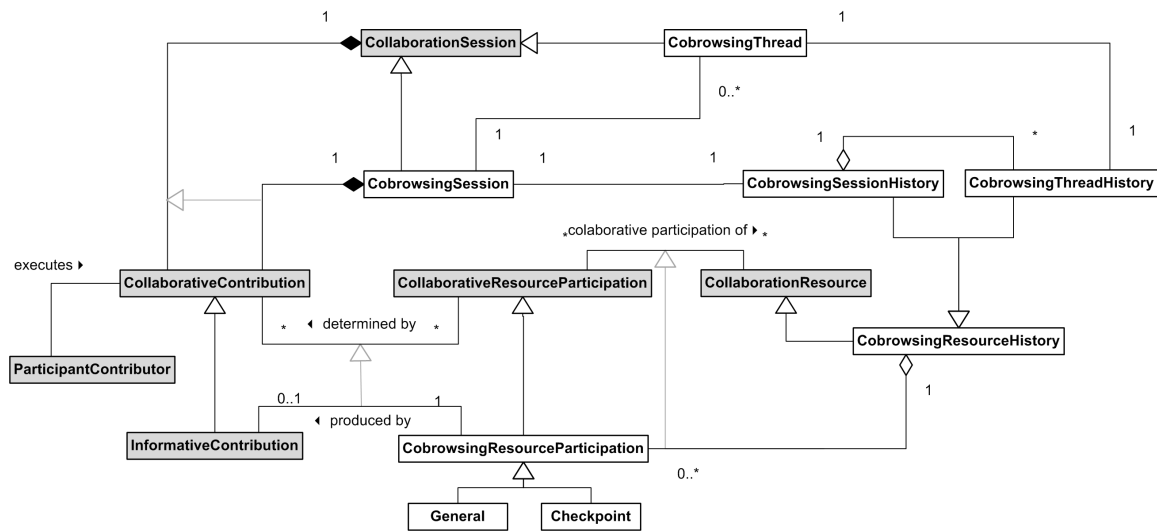 1
1
1
CollaborationSession
CobrowsingThread
0..*
1
1
1
*
1
1
1
CobrowsingSession
CobrowsingSessionHistory
CobrowsingThreadHistory
* colaborative participation of ▸ *
executes ▸
CollaborativeContribution
CollaborativeResourceParticipation
CollaborationResource
* ◂ determined by *
CobrowsingResourceHistory
ParticipantContributor
1
0..1
1
◂ produced by
InformativeContribution
CobrowsingResourceParticipation
0..*
General
Checkpoint